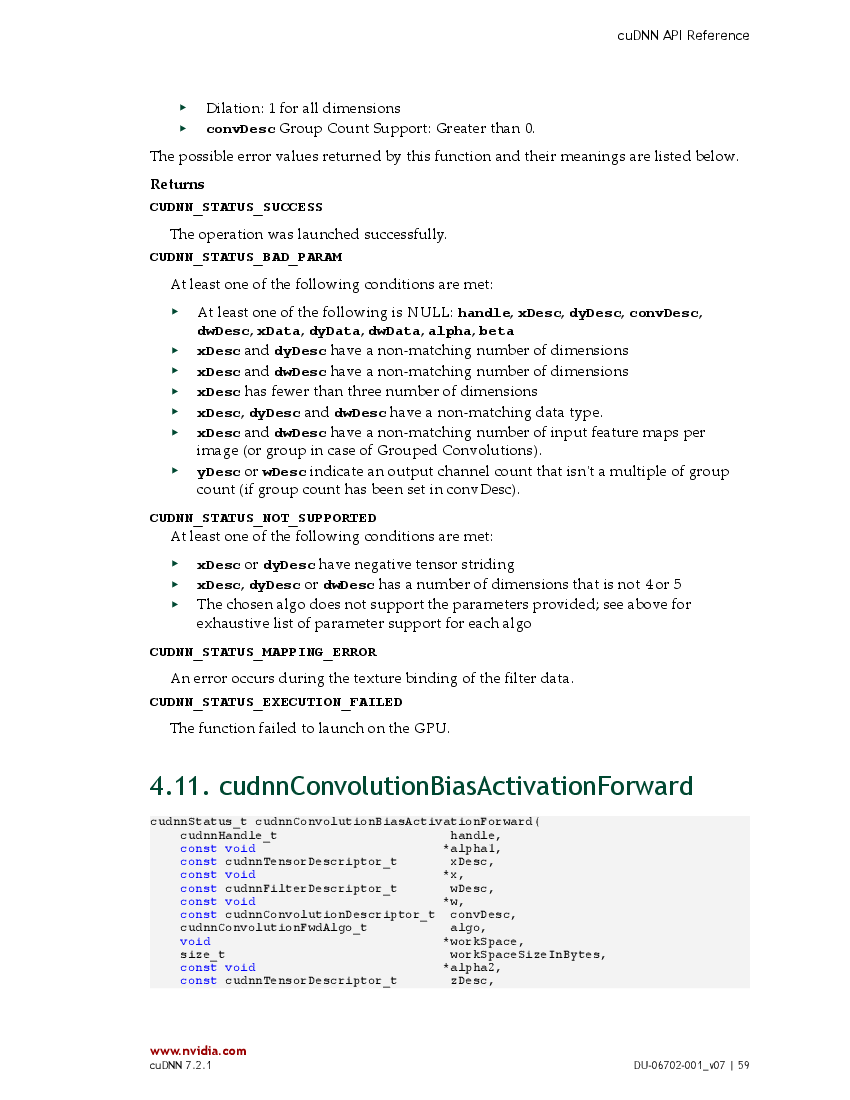 cuDNN API Reference
▸ Dilation: 1 for all dimensions
▸ convDesc Group Count Support: Greater than 0.
The possible error values returned by this function and their meanings are listed below.
Returns
CUDNN_STATUS_SUCCESS
The operation was launched successfully.
CUDNN_STATUS_BAD_PARAM
At least one of the following conditions are met:
▸ At least one of the following is NULL: handle, xDesc, dyDesc, convDesc,
dwDesc, xData, dyData, dwData, alpha, beta
▸ xDesc and dyDesc have a non-matching number of dimensions
▸ xDesc and dwDesc have a non-matching number of dimensions
▸ xDesc has fewer than three number of dimensions
▸ xDesc, dyDesc and dwDesc have a non-matching data type.
▸ xDesc and dwDesc have a non-matching number of input feature maps per
image (or group in case of Grouped Convolutions).
▸ yDesc or wDesc indicate an output channel count that isn't a multiple of group
count (if group count has been set in convDesc).
CUDNN_STATUS_NOT_SUPPORTED
At least one of the following conditions are met:
▸ xDesc or dyDesc have negative tensor striding
▸ xDesc, dyDesc or dwDesc has a number of dimensions that is not 4 or 5
▸ The chosen algo does not support the parameters provided; see above for
exhaustive list of parameter support for each algo
CUDNN_STATUS_MAPPING_ERROR
An error occurs during the texture binding of the filter data.
CUDNN_STATUS_EXECUTION_FAILED
The function failed to launch on the GPU.
4.11. cudnnConvolutionBiasActivationForward
cudnnStatus_t cudnnConvolutionBiasActivationForward(
cudnnHandle_t handle,
const void *alpha1,
const cudnnTensorDescriptor_t xDesc,
const void *x,
const cudnnFilterDescriptor_t wDesc,
const void *w,
const cudnnConvolutionDescriptor_t convDesc,
cudnnConvolutionFwdAlgo_t algo,
void *workSpace,
size_t workSpaceSizeInBytes,
const void *alpha2,
const cudnnTensorDescriptor_t zDesc,
www.nvidia.com
cuDNN 7.2.1 DU-06702-001_v07 | 59